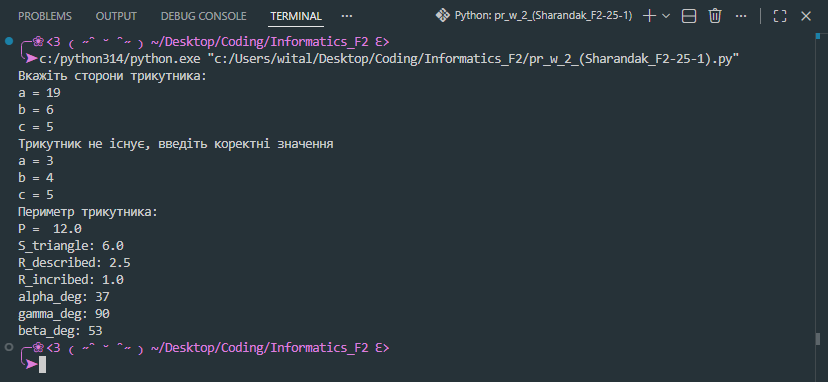 PROBLEMS OUTPUT DEBUG CONSOLE TERMINAL ··· Python: pr_w_2_(Sharandak_F2-25-1) + ···
╭─❀<3 ( ˶ˆ ᵕ ˆ˶ ) ~/Desktop/Coding/Informatics_F2 Ɛ>
╰─➤c:/python314/python.exe "c:/Users/wital/Desktop/Coding/Informatics_F2/pr_w_2_(Sharandak_F2-25-1).py"
Вкажіть сторони трикутника:
a = 19
b = 6
c = 5
Трикутник не існує, введіть коректні значення
a = 3
b = 4
c = 5
Периметр трикутника:
P =  12.0
S_triangle: 6.0
R_described: 2.5
R_incribed: 1.0
alpha_deg: 37
gamma_deg: 90
beta_deg: 53
╭─❀<3 ( ˶ˆ ᵕ ˆ˶ ) ~/Desktop/Coding/Informatics_F2 Ɛ>
╰─➤